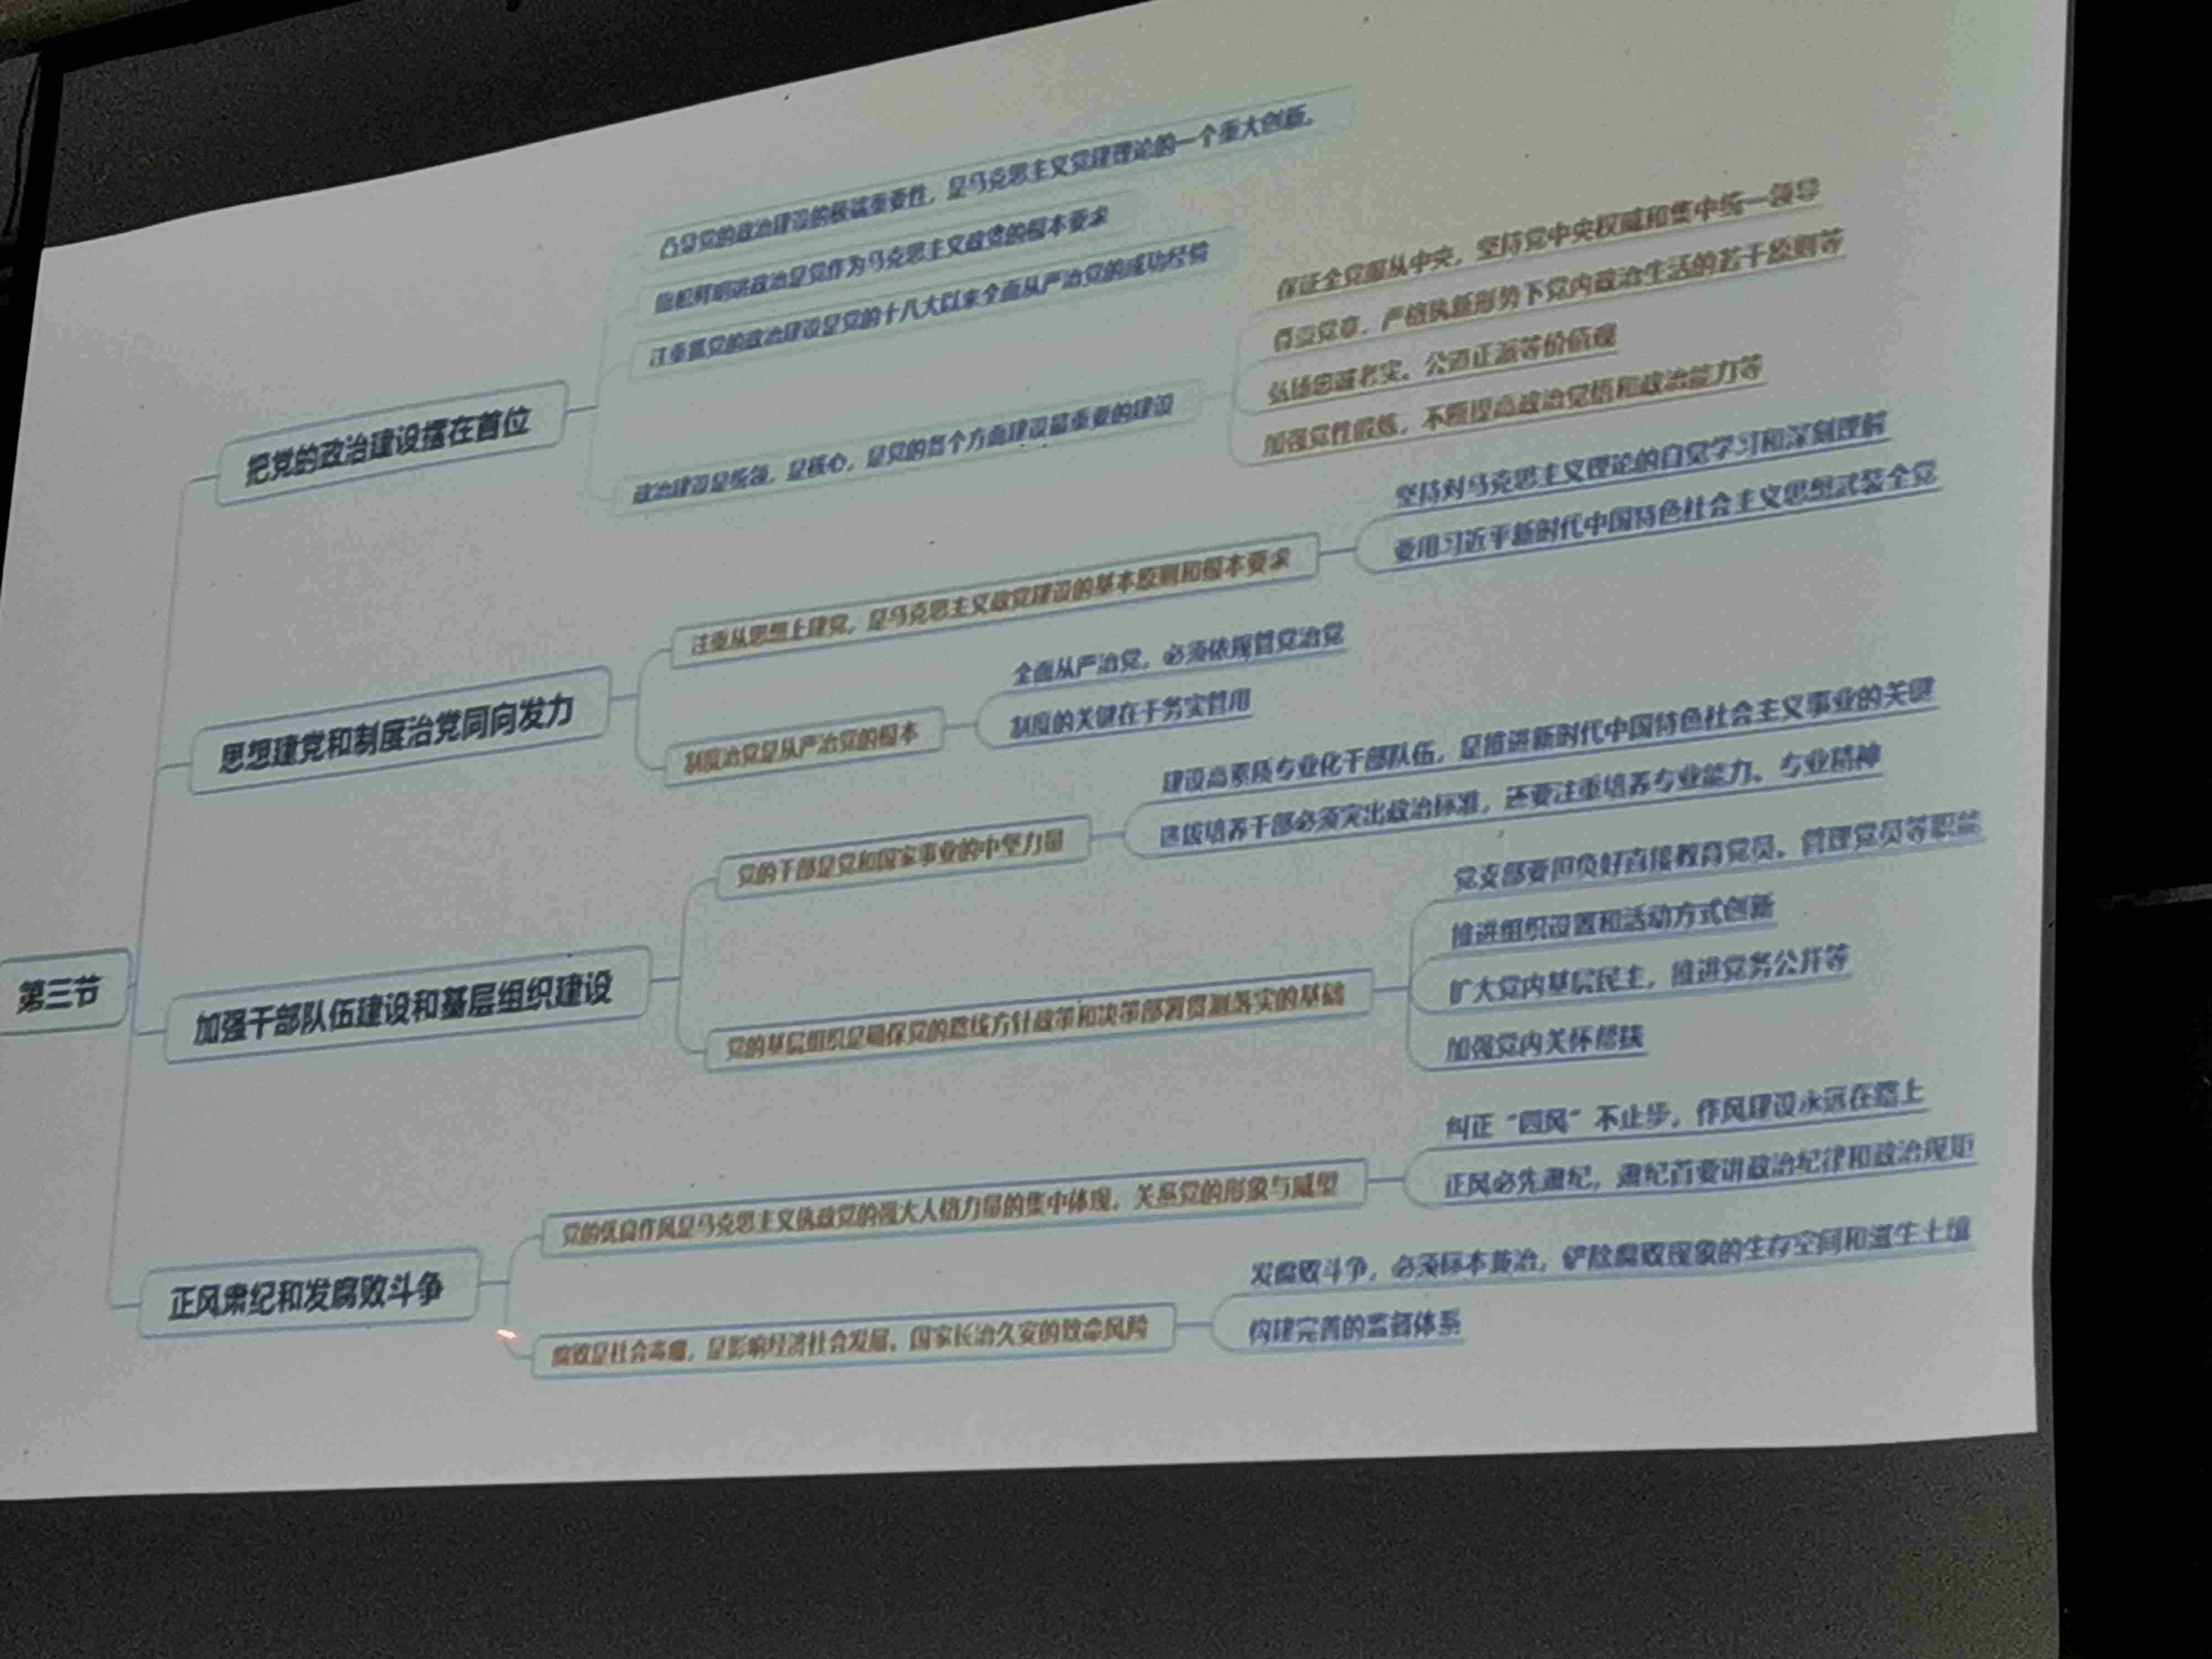 第三节
把党的政治建设摆在首位
凸显党的政治建设的极端重要性，是马克思主义党建理论的一个重大创新。
旗帜鲜明讲政治是党作为马克思主义政党的根本要求
注重抓党的政治建设是党的十八大以来全面从严治党的成功经验
政治建设是统领，是核心，是党的各个方面建设最重要的建设
保证全党服从中央，坚持党中央权威和集中统一领导
尊崇党章，严格执新形势下党内政治生活的若干原则等
弘扬忠诚老实、公道正派等价值观
加强党性锻炼，不断提高政治觉悟和政治能力等
思想建党和制度治党同向发力
注重从思想上建党，是马克思主义政党建设的基本原则和根本要求
坚持对马克思主义理论的自觉学习和深刻理解
要用习近平新时代中国特色社会主义思想武装全党
制度治党是从严治党的根本
全面从严治党，必须依规管党治党
制度的关键在于务实管用
加强干部队伍建设和基层组织建设
党的干部是党和国家事业的中坚力量
建设高素质专业化干部队伍，是推进新时代中国特色社会主义事业的关键
选拔培养干部必须突出政治标准，还要注重培养专业能力、专业精神
党的基层组织是确保党的路线方针政策和决策部署贯彻落实的基础
党支部要担负好直接教育党员、管理党员等职能
推进组织设置和活动方式创新
扩大党内基层民主，推进党务公开等
加强党内关怀帮扶
正风肃纪和发腐败斗争
党的优良作风是马克思主义执政党的强大人格力量的集中体现，关系党的形象与威望
纠正“四风”不止步，作风建设永远在路上
正风必先肃纪，肃纪首要讲政治纪律和政治规矩
腐败是社会毒瘤，是影响经济社会发展、国家长治久安的致命风险
发腐败斗争，必须标本兼治，铲除腐败现象的生存空间和滋生土壤
构建完善的监督体系